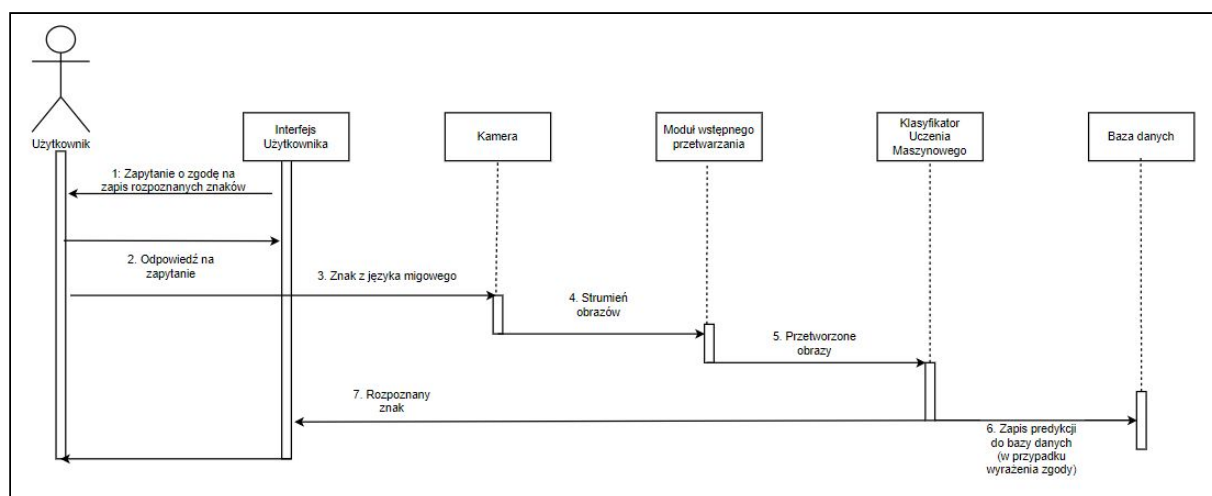 Użytkownik
Interfejs
Użytkownika
Kamera
Moduł wstępnego
przetwarzania
Klasyfikator
Uczenia
Maszynowego
Baza danych
1: Zapytanie o zgodę na
zapis rozpoznanych znaków
2. Odpowiedź na
zapytanie
3. Znak z języka migowego
4. Strumień
obrazów
5. Przetworzone
obrazy
7. Rozpoznany
znak
6. Zapis predykcji
do bazy danych
(w przypadku
wyrażenia zgody)